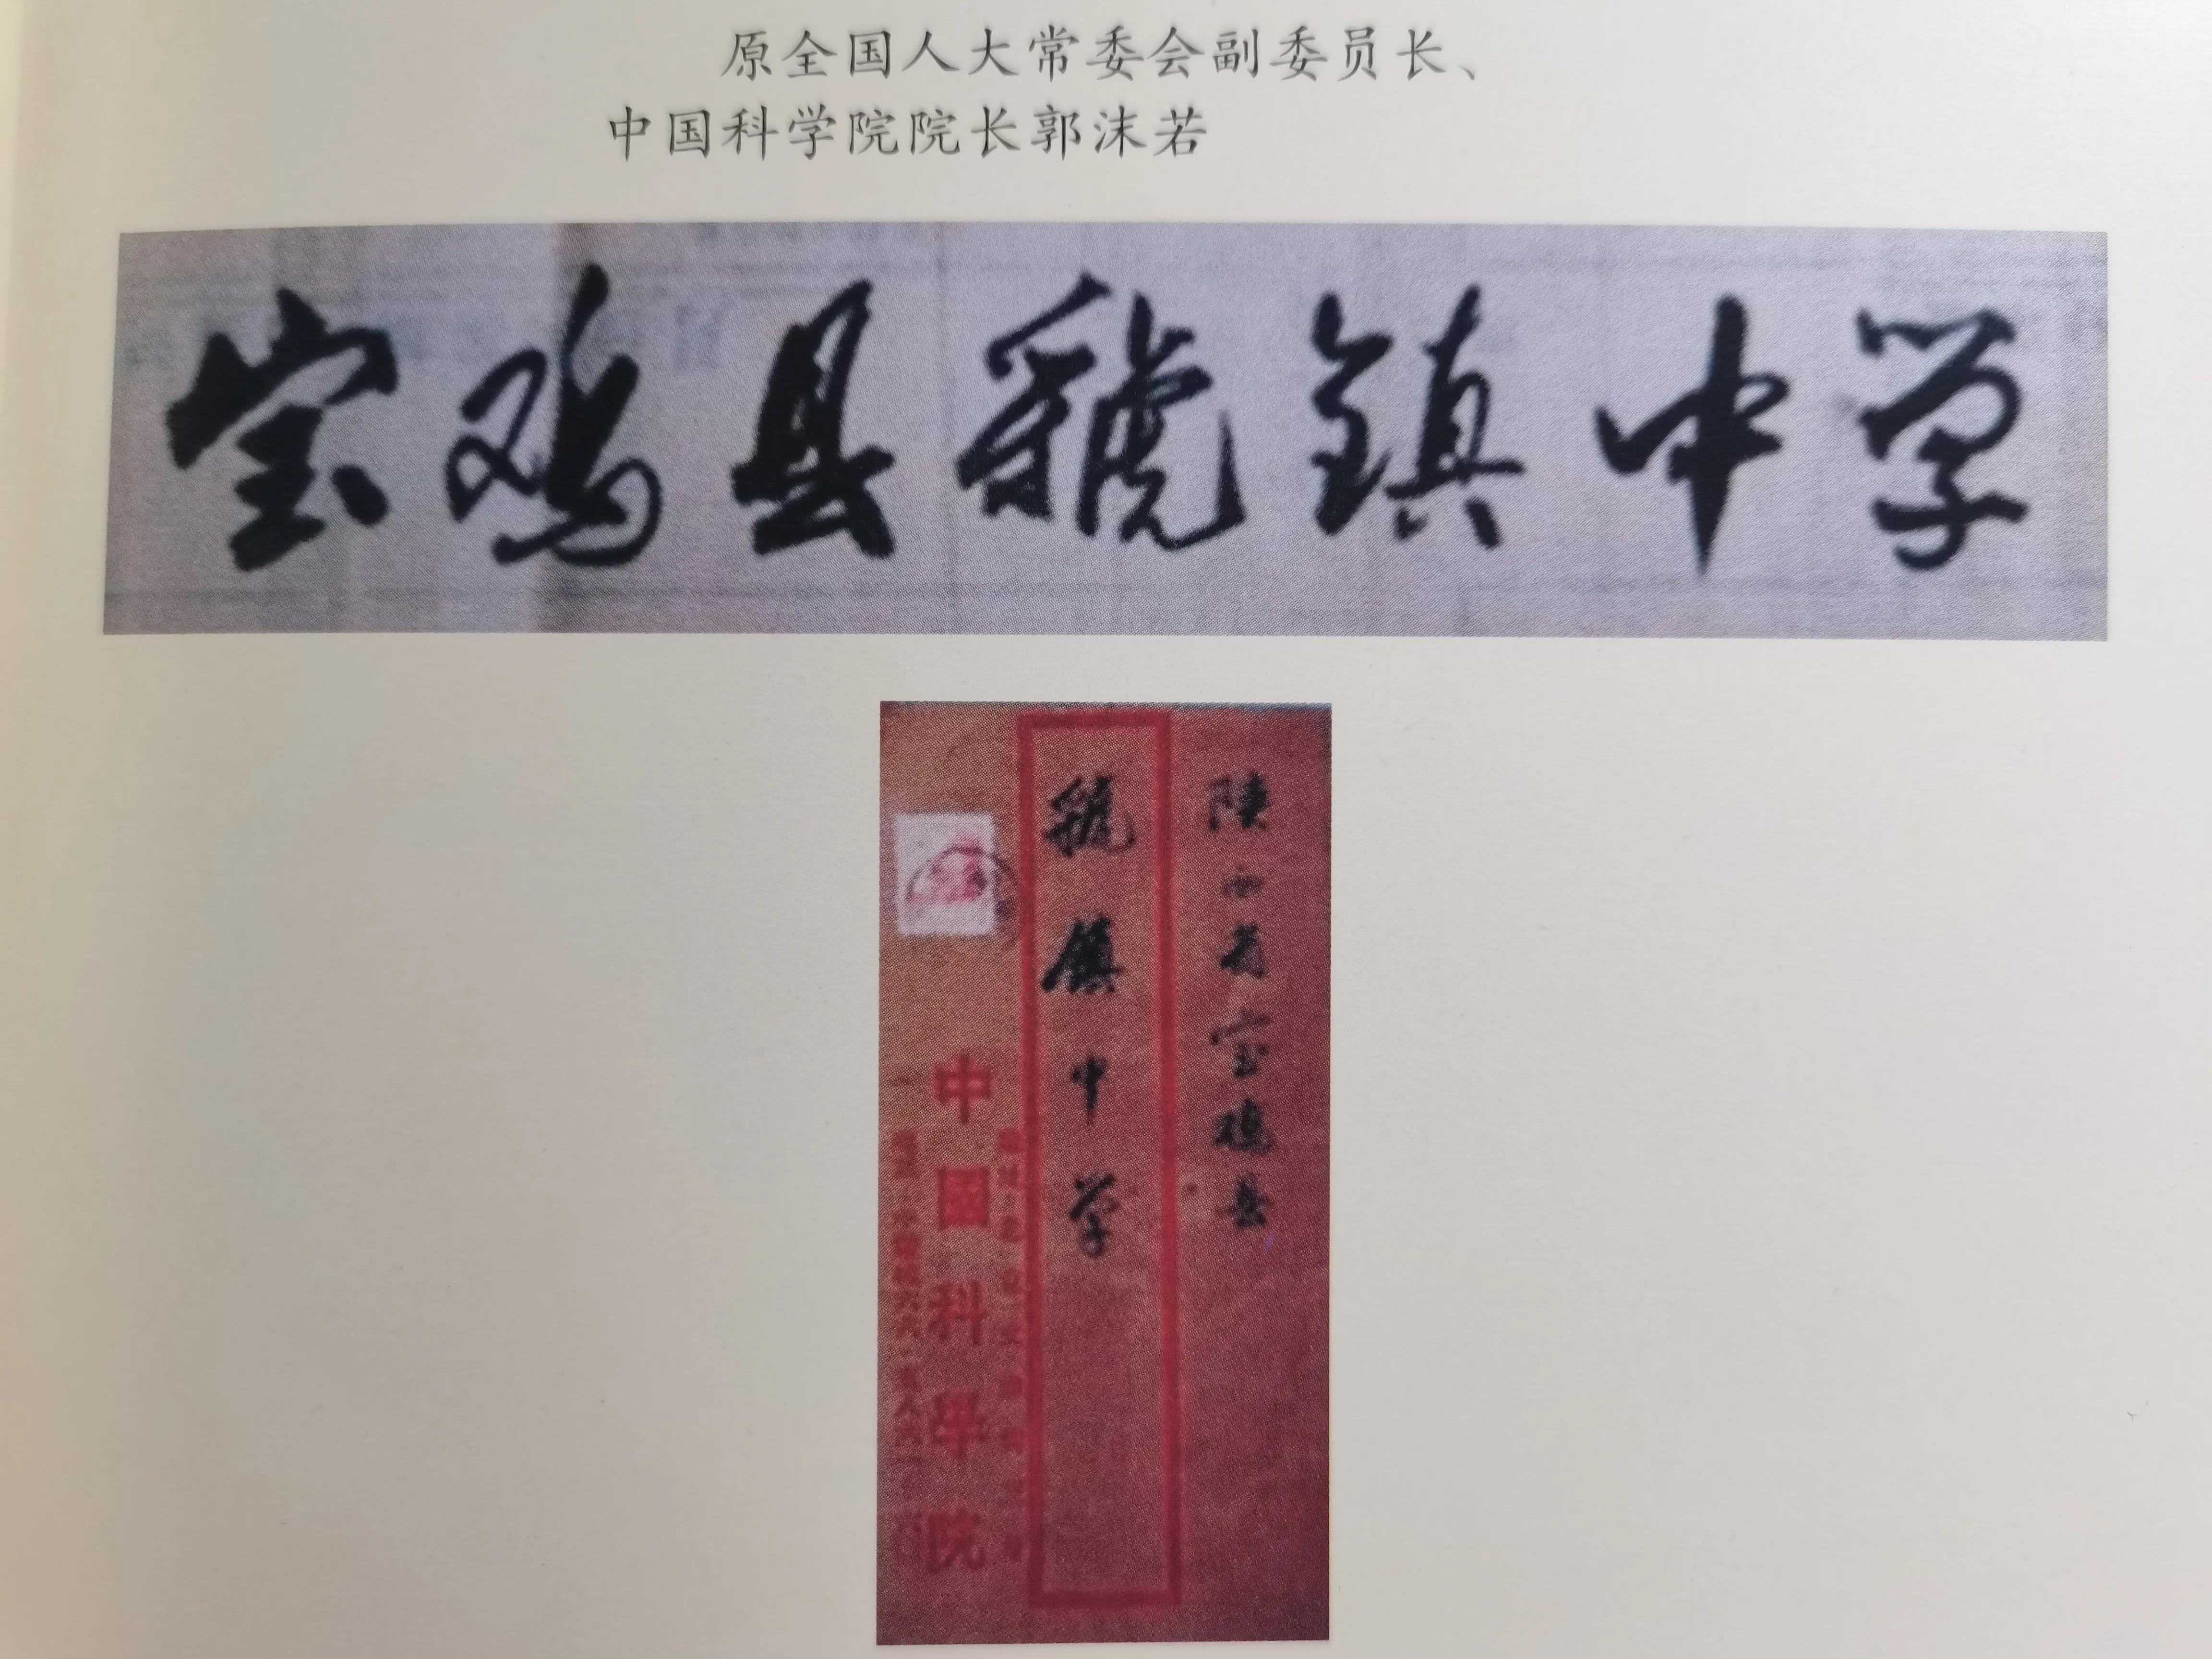 原全国人大常委会副委员长、
中国科学院院长郭沫若
宝鸡县虢镇中学
陕西省宝鸡县
虢镇中学
中國科學院